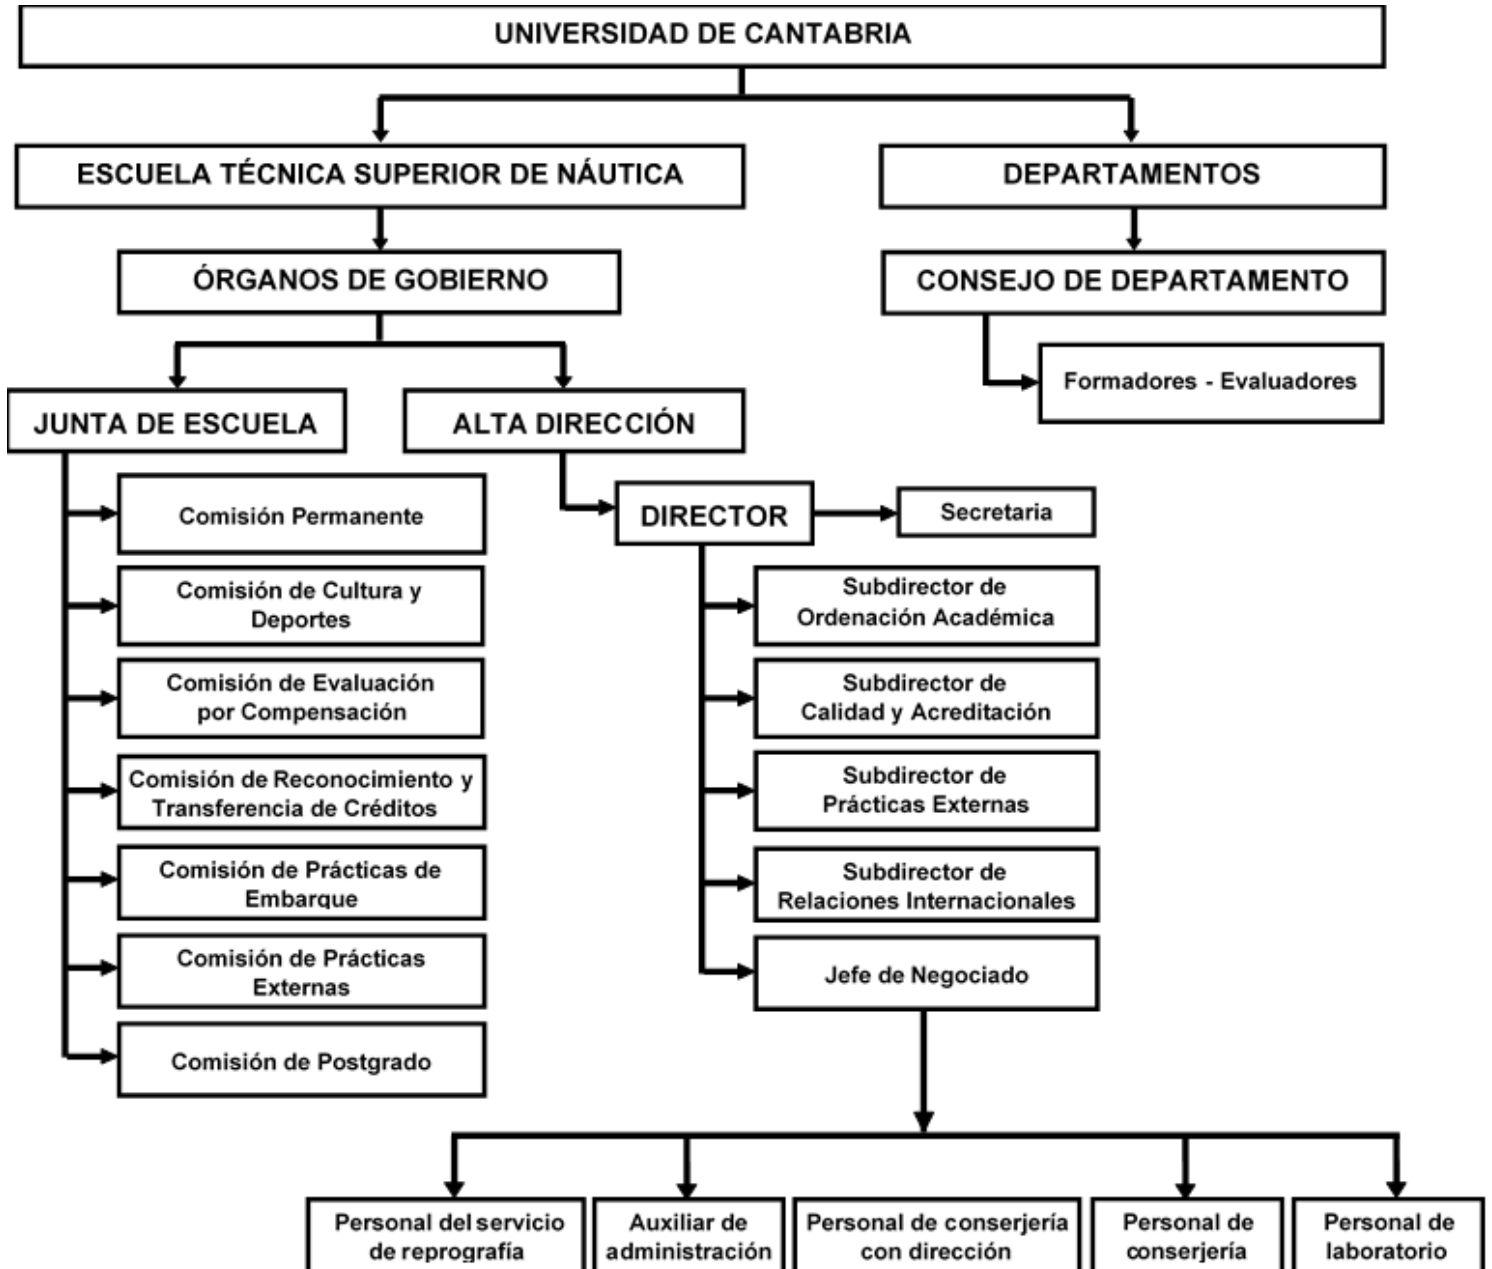 UNIVERSIDAD DE CANTABRIA
ESCUELA TÉCNICA SUPERIOR DE NÁUTICA
DEPARTAMENTOS
ÓRGANOS DE GOBIERNO
CONSEJO DE DEPARTAMENTO
Formadores - Evaluadores
JUNTA DE ESCUELA
ALTA DIRECCIÓN
Comisión Permanente
Comisión de Cultura y
Deportes
Comisión de Evaluación
por Compensación
Comisión de Reconocimiento y
Transferencia de Créditos
Comisión de Prácticas de
Embarque
Comisión de Prácticas
Externas
Comisión de Postgrado
DIRECTOR
Secretaria
Subdirector de
Ordenación Académica
Subdirector de
Calidad y Acreditación
Subdirector de
Prácticas Externas
Subdirector de
Relaciones Internacionales
Jefe de Negociado
Personal del servicio
de reprografía
Auxiliar de
administración
Personal de conserjería
con dirección
Personal de
conserjería
Personal de
laboratorio